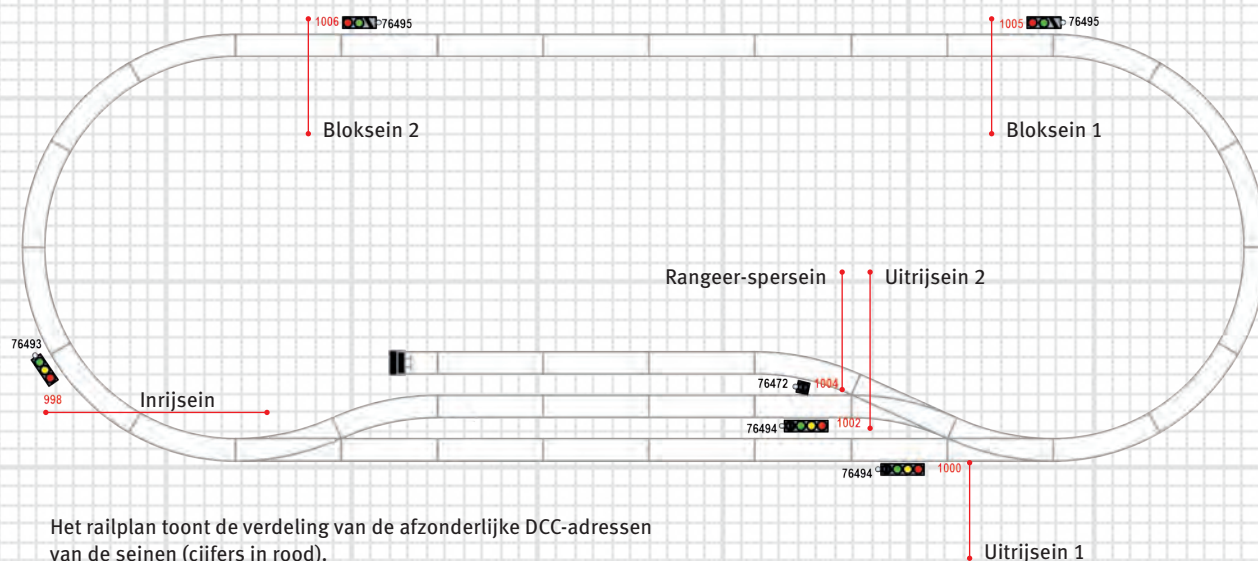 1006 76495
1005 76495
Bloksein 2
Bloksein 1
Rangeer-spersein
Uitrijsein 2
76493
998
Inrijsein
76472 1004
76494 1002
76494 1000
Het railplan toont de verdeling van de afzonderlijke DCC-adressen
van de seinen (cijfers in rood).
Uitrijsein 1